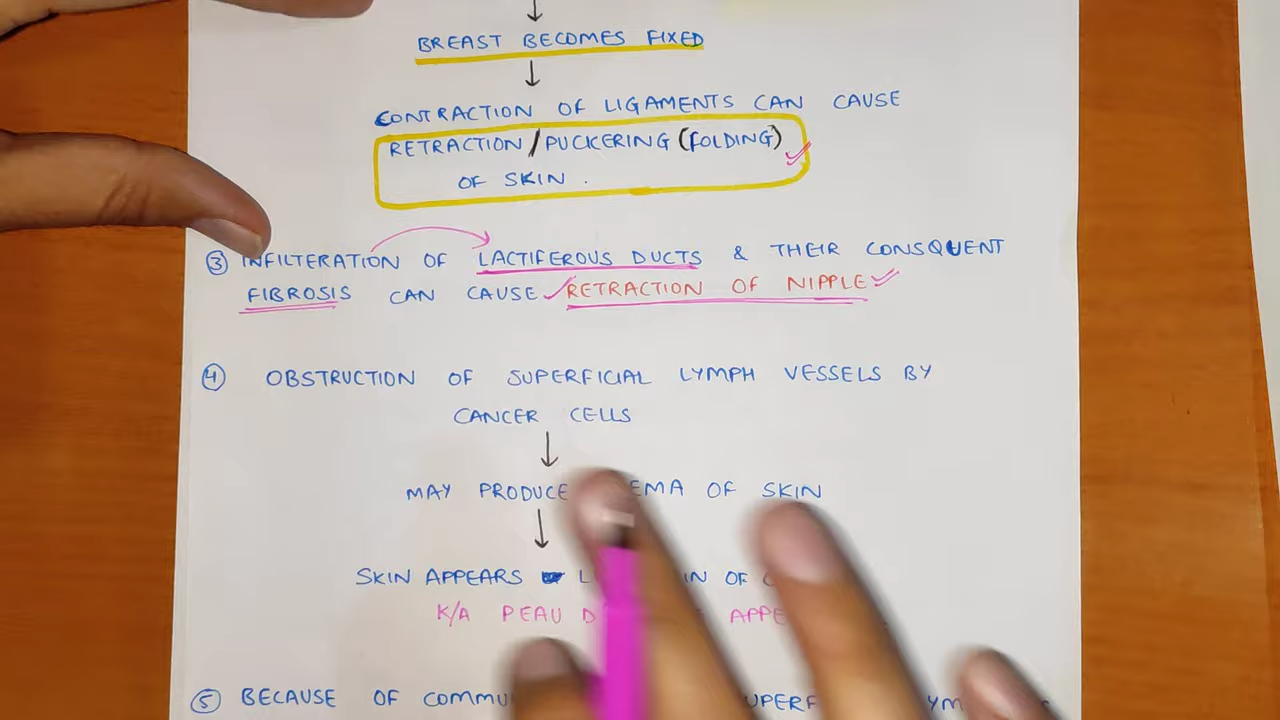 BREAST BECOMES FIXED
CONTRACTION OF LIGAMENTS CAN CAUSE
RETRACTION / PUCKERING (FOLDING)
OF SKIN.
③ INFILTERATION OF LACTIFEROUS DUCTS & THEIR CONSQUENT
FIBROSIS CAN CAUSE RETRACTION OF NIPPLE
④ OBSTRUCTION OF SUPERFICIAL LYMPH VESSELS BY
CANCER CELLS
MAY PRODUCE OF SKIN
SKIN APPEARS OF
K/A PEAU
⑤ BECAUSE OF